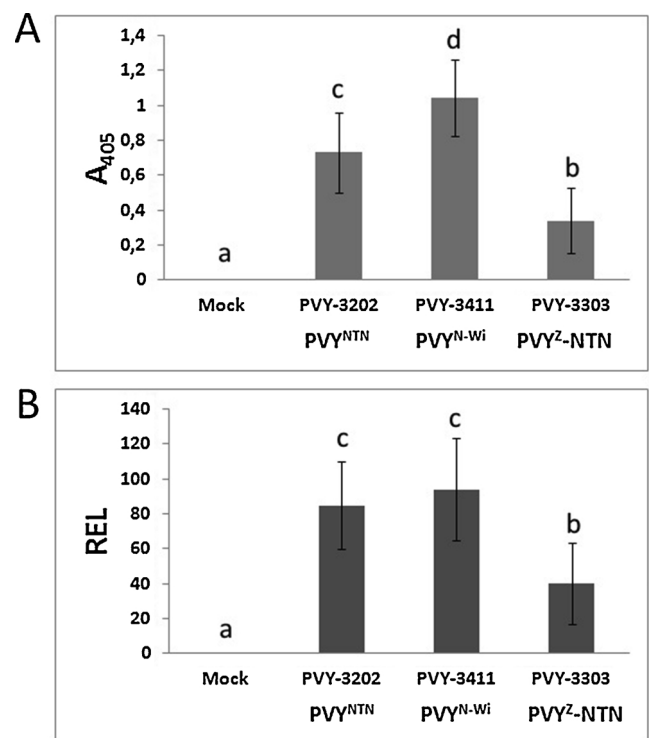 A
1,4
1,2
1
0,8
0,6
0,4
0,2
0
A405
a
c
d
b
Mock PVY-3202 PVY-3411 PVY-3303
PVYNTN PVYN-Wi PVYZ-NTN
B
140
120
100
80
60
40
20
0
REL
a
c
c
b
Mock PVY-3202 PVY-3411 PVY-3303
PVYNTN PVYN-Wi PVYZ-NTN